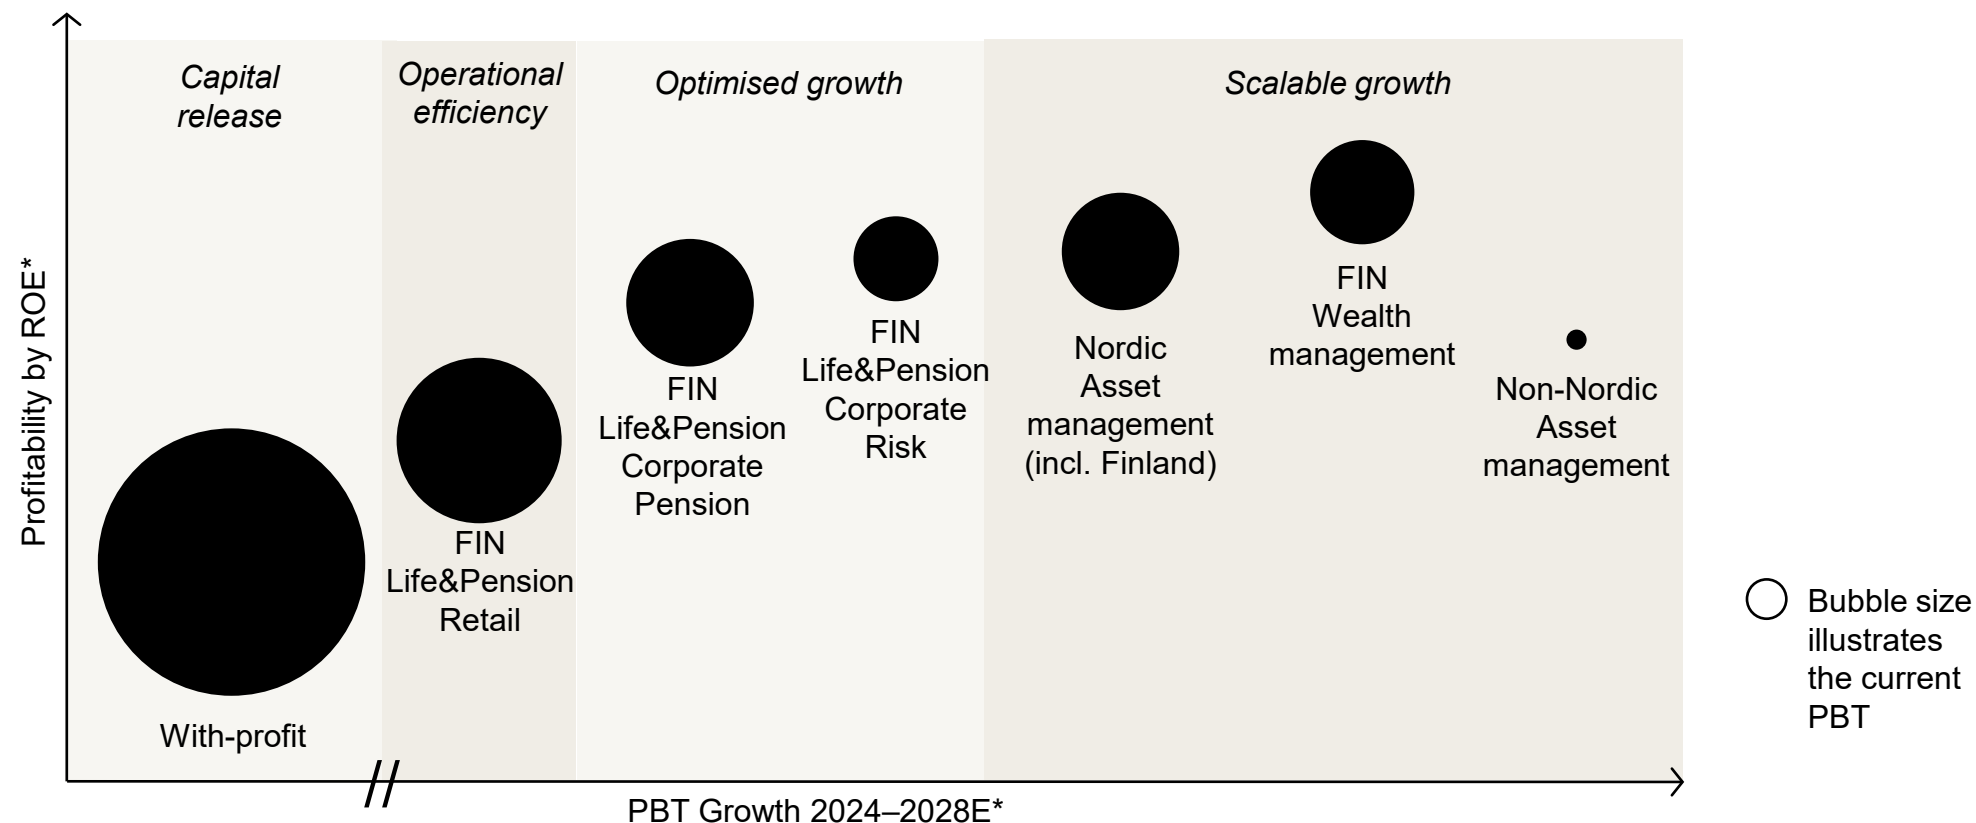 Capital
release
Operational
efficiency
Optimised growth
Scalable growth
Profitability by ROE*
With-profit
FIN
Life&Pension
Retail
FIN
Life&Pension
Corporate
Pension
FIN
Life&Pension
Corporate
Risk
Nordic
Asset
management
(incl. Finland)
FIN
Wealth
management
Non-Nordic
Asset
management
Bubble size
illustrates
the current
PBT
PBT Growth 2024–2028E*